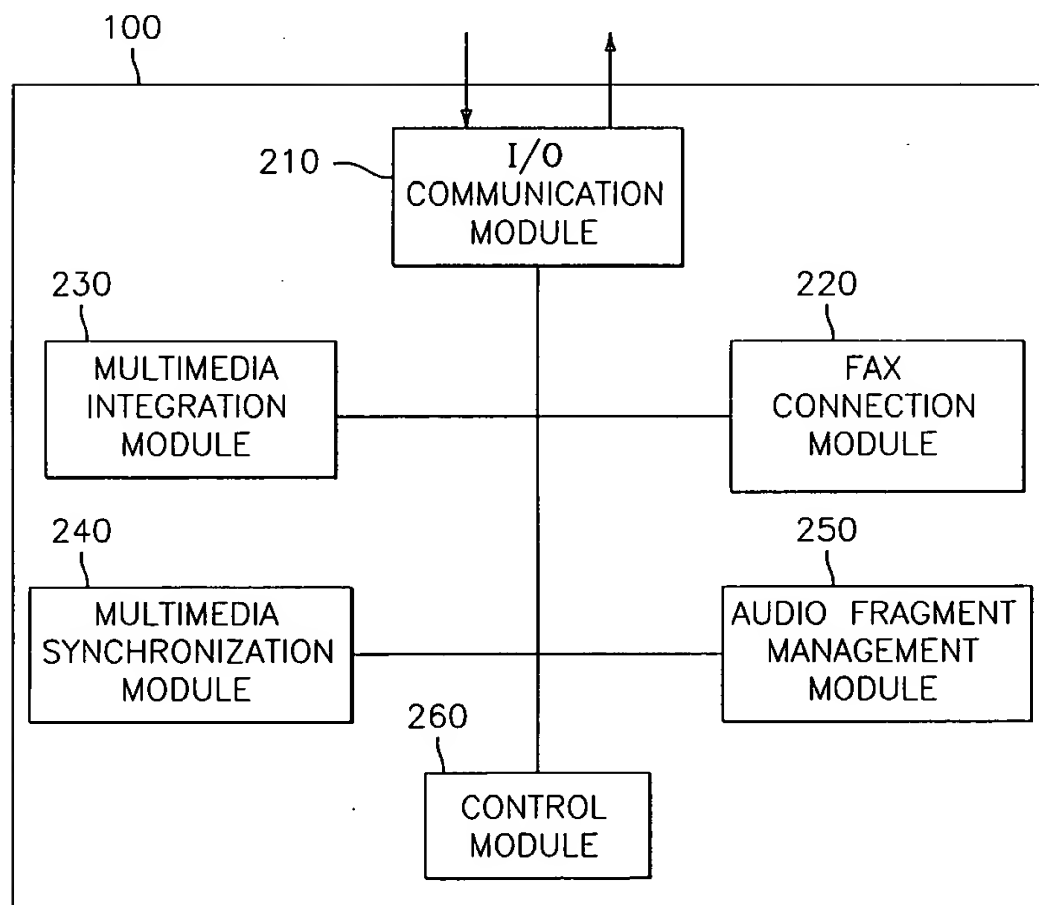 100
210
I/O
COMMUNICATION
MODULE
230
MULTIMEDIA
INTEGRATION
MODULE
220
FAX
CONNECTION
MODULE
240
MULTIMEDIA
SYNCHRONIZATION
MODULE
250
AUDIO FRAGMENT
MANAGEMENT
MODULE
260
CONTROL
MODULE